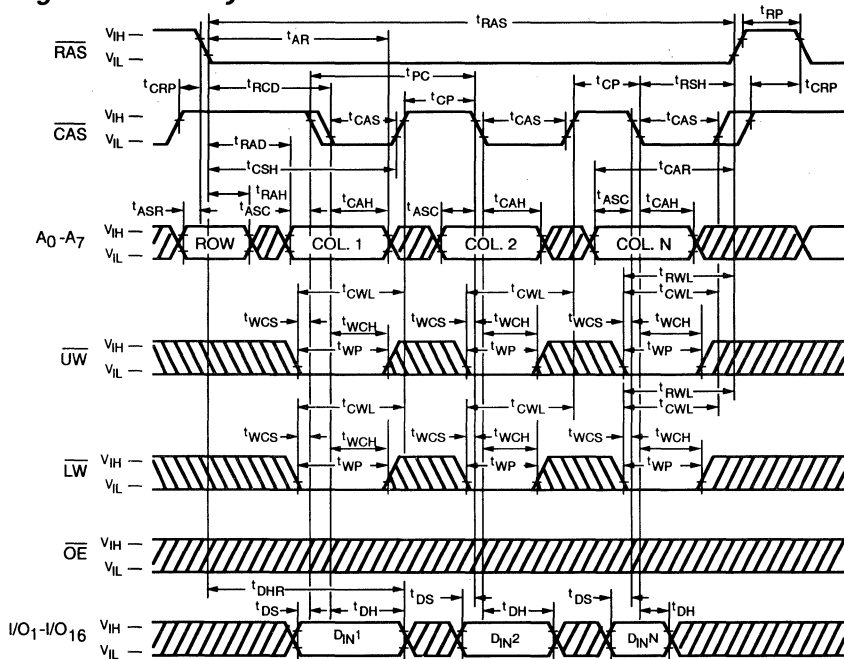 tRAS
tRP
tAR
RAS VIH
VIL
tPC
tCRP tRCD tCP tRSH tCRP
tCP
CAS VIH
VIL
tCAS tCAS tCAS
tRAD
tCSH tCAR
tRAH
tASR tASC tCAH tASC tCAH tASC tCAH
A0-A7 VIH
VIL
ROW COL. 1 COL. 2 COL. N
tRWL
tCWL tCWL tCWL
tWCS tWCH tWCS tWCH tWCS tWCH
UW VIH
VIL
tWP tWP tWP
tRWL
tCWL tCWL tCWL
tWCS tWCH tWCS tWCH tWCS tWCH
LW VIH
VIL
tWP tWP tWP
OE VIH
VIL
tDHR
tDS tDH tDS tDH tDS tDH
I/O1-I/O16 VIH
VIL
DIN1 DIN2 DINN